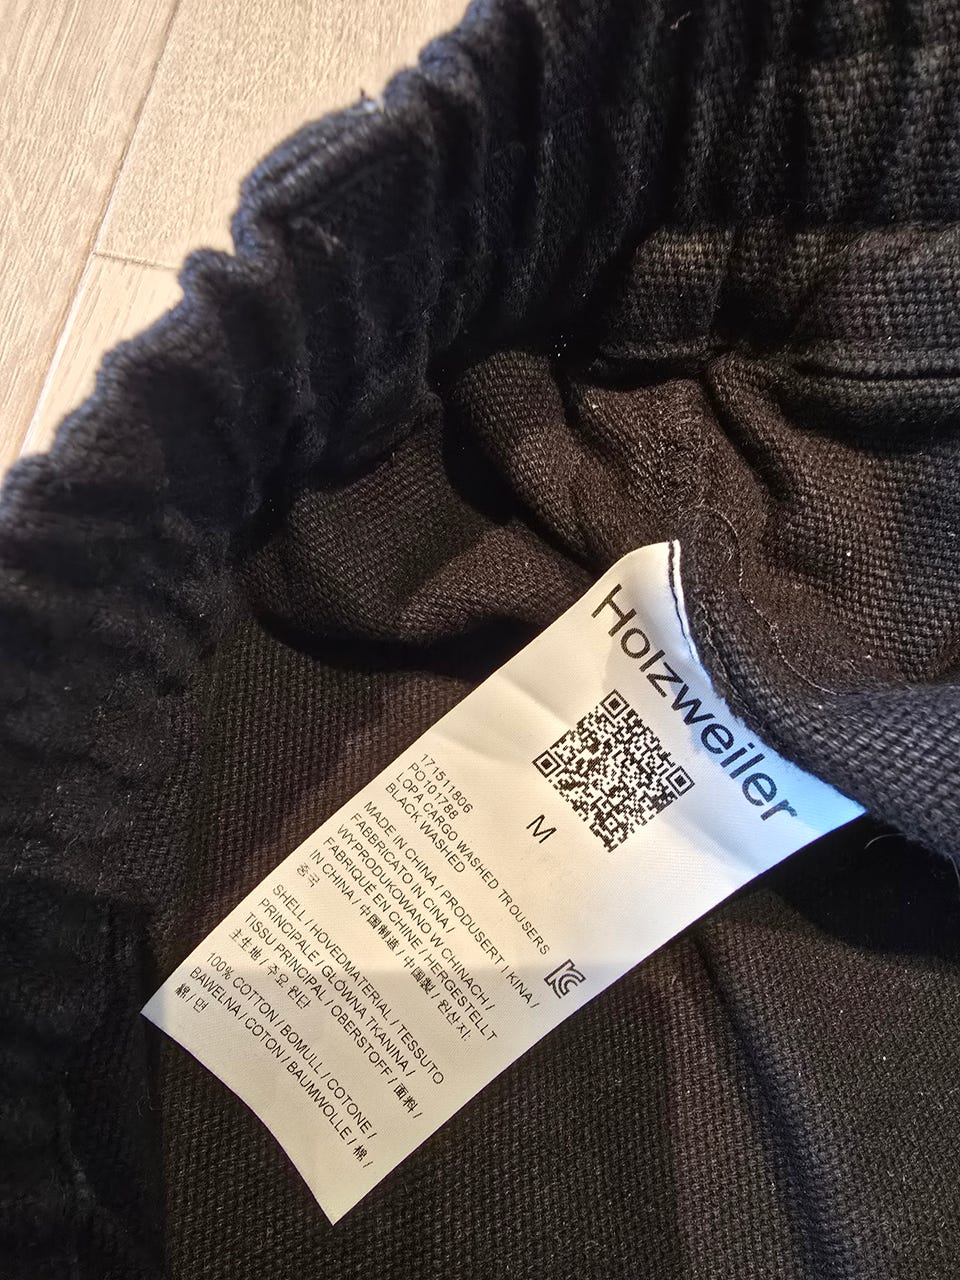 Holzweiler
M
171511806
PO101788
LOPA CARGO WASHED TROUSERS
BLACK WASHED
MADE IN CHINA / PRODUSERT I KINA /
FABBRICATO IN CINA /
WYPRODUKOWANO W CHINACH /
FABRIQUÉ EN CHINE / HERGESTELLT
IN CHINA / 中国制造 / 中國製 / 원산지:
중국
SHELL / HOVEDMATERIAL / TESSUTO
PRINCIPALE / GŁÓWNA TKANINA /
TISSU PRINCIPAL / OBERSTOFF / 面料 /
主生地 / 주요 원단
100% COTTON / BOMULL / COTONE /
BAWELNA / COTON / BAUMWOLLE / 棉 /
綿 / 면